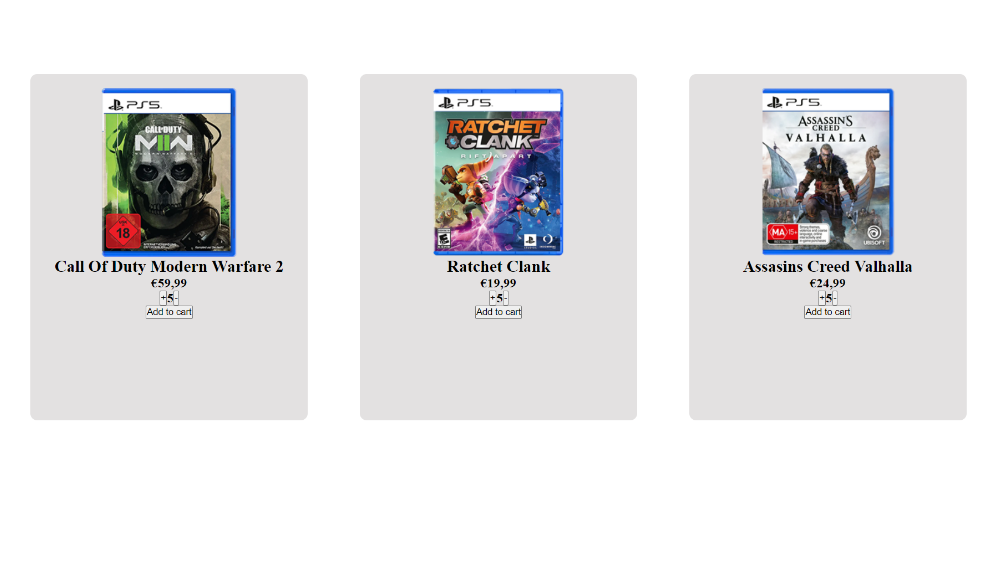 PS5
CALL OF DUTY
MWII
18
Call Of Duty Modern Warfare 2
€59,99
+5-
Add to cart
PS5
RATCHET
CLANK
RIFT APART
Ratchet Clank
€19,99
+5-
Add to cart
PS5
ASSASSIN'S
CREED
VALHALLA
MA 15+
UBISOFT
Assasins Creed Valhalla
€24,99
+5-
Add to cart